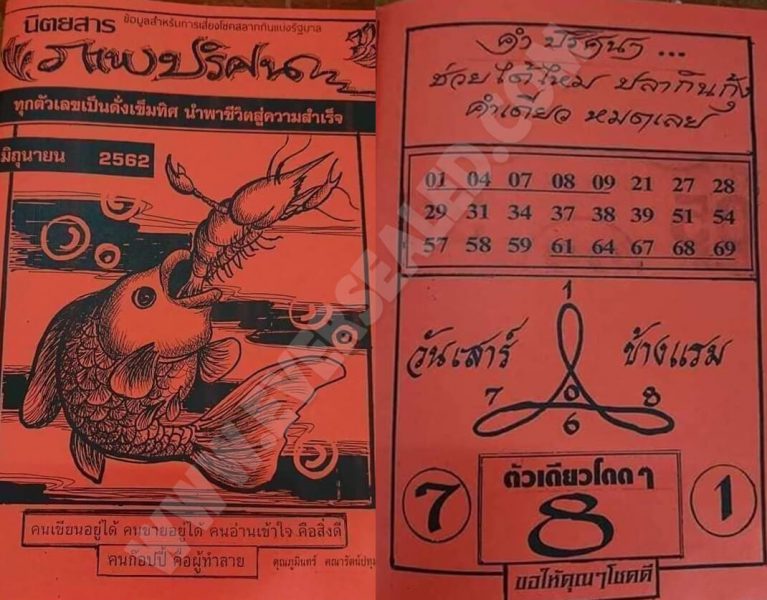 นิตยสาร
ข้อมูลสำหรับการเสี่ยงโชคสลากกินแบ่งรัฐบาล
ภาพปริศนา
ทุกตัวเลขเป็นดั่งเข็มทิศ นำพาชีวิตสู่ความสำเร็จ
มิถุนายน 2562
คนเขียนอยู่ได้ คนขายอยู่ได้ คนอ่านเข้าใจ คือสิ่งดี
คนก๊อปปี้ คือผู้ทำลาย
คำปริศนา ...
ช่วยได้ไหม ปลากินกุ้ง
คำเดียว หมดเลย
01 04 07 08 09 21 27 28
29 31 34 37 38 39 51 54
57 58 59 61 64 67 68 69
1
วันเสาร์ ข้างแรม
7 0 8
6
ตัวเดียวโดดๆ
7 8 1
ขอให้คุณๆโชคดี
WWW.EVERSEALED.COM